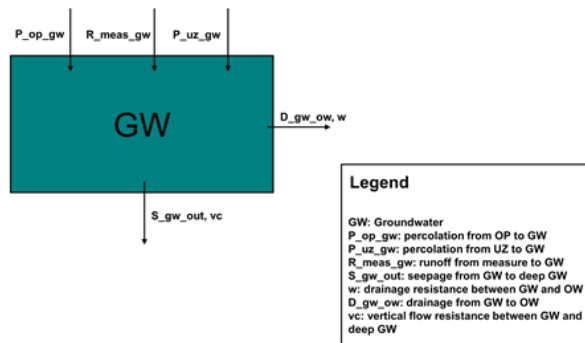 P_op_gw R_meas_gw P_uz_gw
GW
D_gw_ow, w
S_gw_out, vc
Legend
GW: Groundwater
P_op_gw: percolation from OP to GW
P_uz_gw: percolation from UZ to GW
R_meas_gw: runoff from measure to GW
S_gw_out: seepage from GW to deep GW
w: drainage resistance between GW and OW
D_gw_ow: drainage from GW to OW
vc: vertical flow resistance between GW and
deep GW